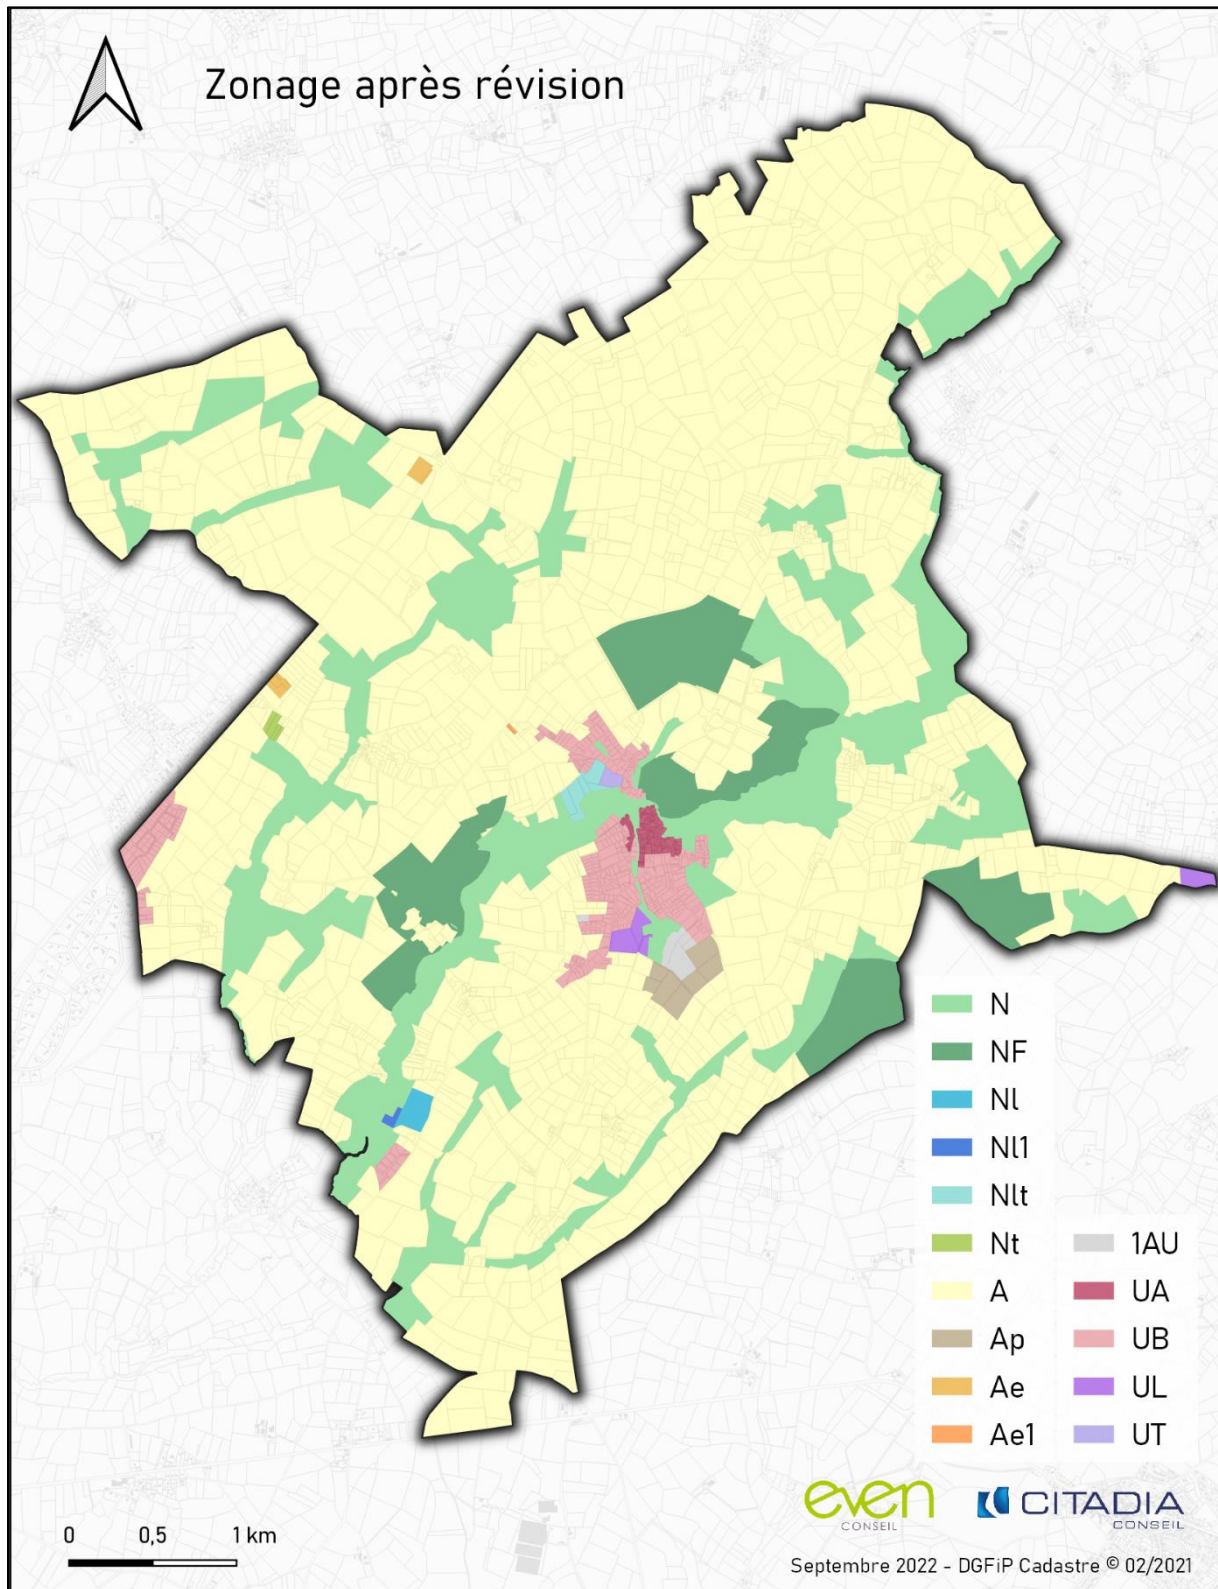 Zonage après révision
N
NF
Nl
Nl1
Nlt
Nt
A
Ap
Ae
Ae1
1AU
UA
UB
UL
UT
even
CONSEIL
CITADIA
CONSEIL
0 0,5 1 km
Septembre 2022 - DGFiP Cadastre © 02/2021